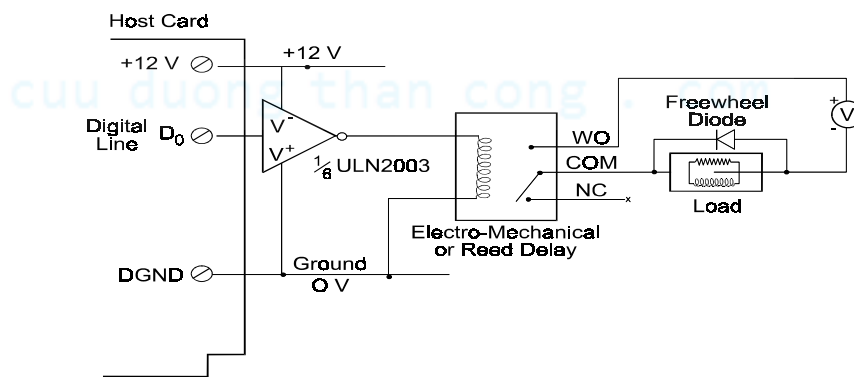 Host Card
+12 V
+12 V
cuu duong than cong . com
Freewheel
Diode
+
V
-
V-
WO
Digital
Line
D0
V+
COM
1/6 ULN2003
NC
x
Load
Electro-Mechanical
or Reed Delay
Ground
DGND
O V